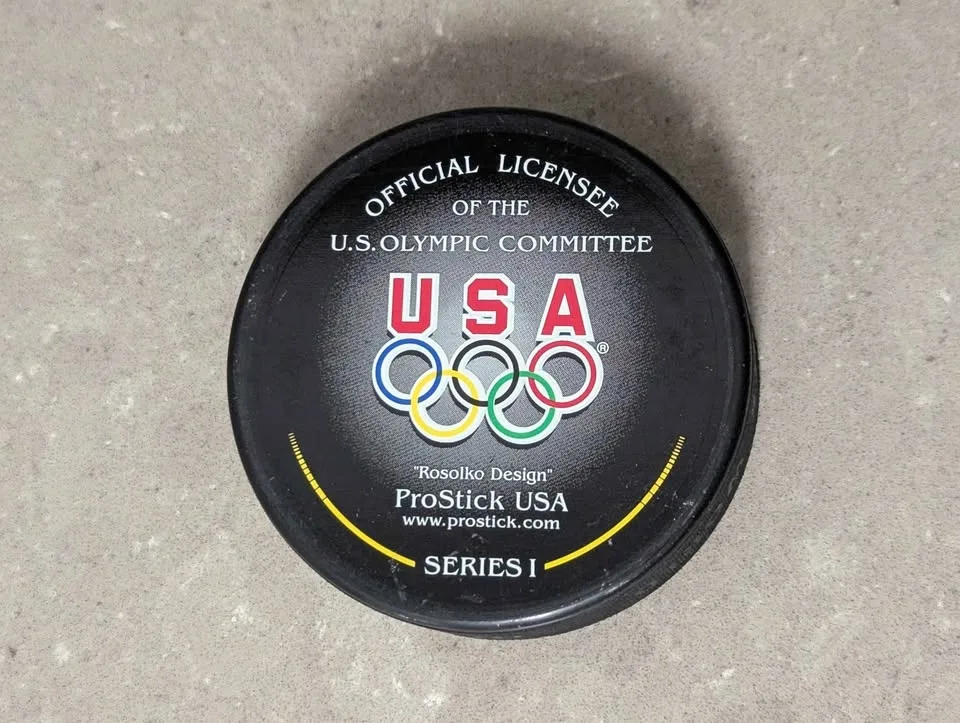 OFFICIAL LICENSEE
OF THE
U.S. OLYMPIC COMMITTEE
USA
®
"Rosolko Design"
ProStick USA
www.prostick.com
SERIES I